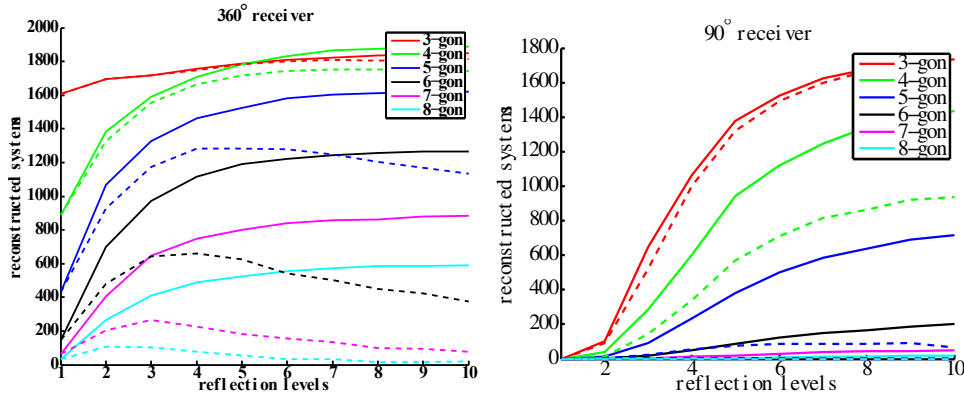 360° receiver
reconstructed systems
2000
1800
1600
1400
1200
1000
800
600
400
200
0
3-gon
4-gon
5-gon
6-gon
7-gon
8-gon
1 2 3 4 5 6 7 8 9 10
reflection levels
90° receiver
reconstructed systems
1800
1600
1400
1200
1000
800
600
400
200
0
3-gon
4-gon
5-gon
6-gon
7-gon
8-gon
2 4 6 8 10
reflection levels